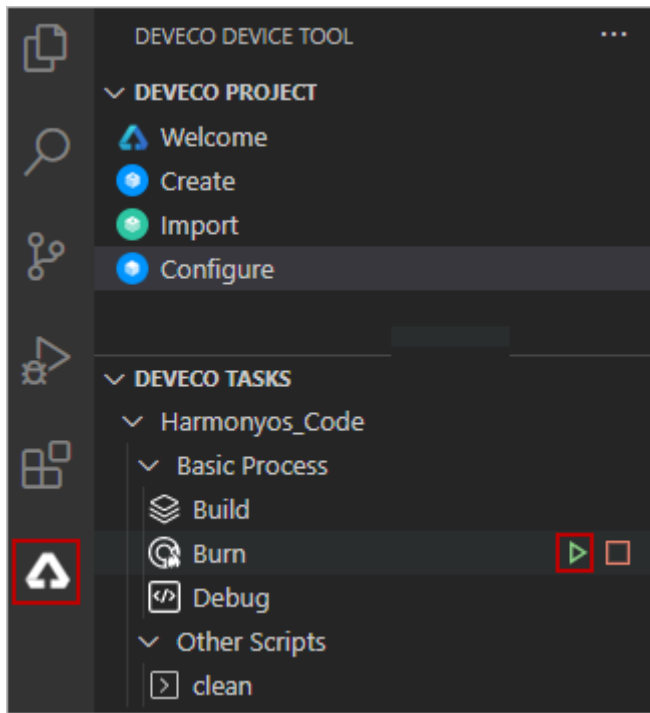 DEVECO DEVICE TOOL
DEVECO PROJECT
Welcome
Create
Import
Configure
DEVECO TASKS
Harmonyos_Code
Basic Process
Build
Burn
Debug
Other Scripts
clean